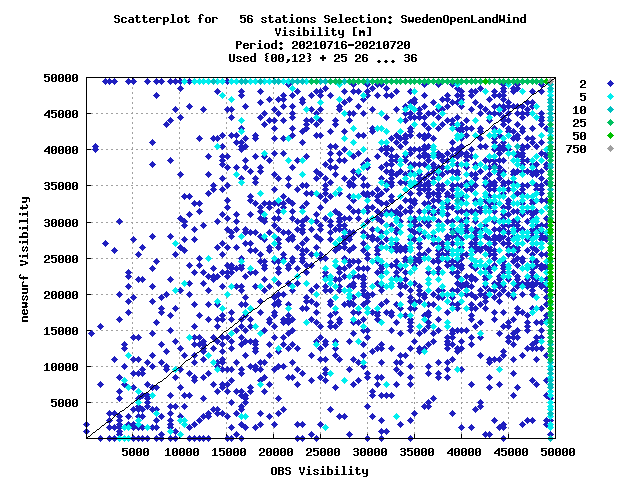 Scatterplot for 56 stations Selection: SwedenOpenLandWind
Visibility [m]
Period: 20210716-20210720
Used {00,12} + 25 26 ... 36
50000
45000
40000
35000
30000
25000
20000
15000
10000
5000
newsurf Visibility
5000 10000 15000 20000 25000 30000 35000 40000 45000 50000
OBS Visibility
2
5
10
25
50
750